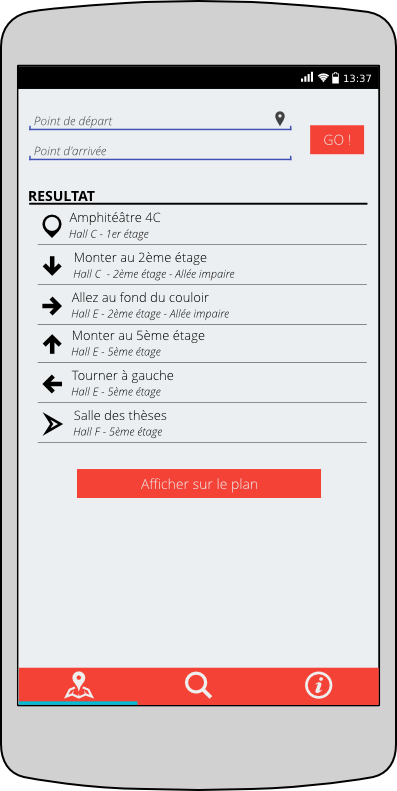 13:37
Point de départ
Point d'arrivée
GO !
RESULTAT
Amphitéâtre 4C
Hall C - 1er étage
Monter au 2ème étage
Hall C - 2ème étage - Allée impaire
Allez au fond du couloir
Hall E - 2ème étage - Allée impaire
Monter au 5ème étage
Hall E - 5ème étage
Tourner à gauche
Hall E - 5ème étage
Salle des thèses
Hall F - 5ème étage
Afficher sur le plan